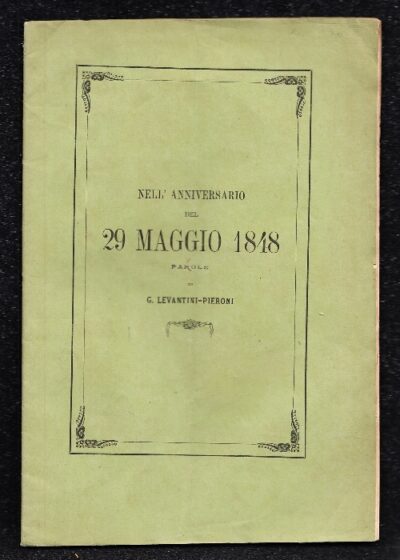 NELL' ANNIVERSARIO
DEL
29 MAGGIO 1848
PAROLE
DI
G. LEVANTINI-PIERONI